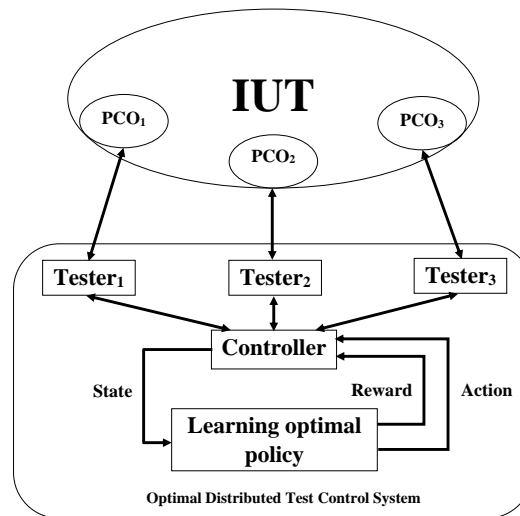 IUT
PCO1
PCO2
PCO3
Tester1
Tester2
Tester3
Controller
State
Reward
Action
Learning optimal
policy
Optimal Distributed Test Control System